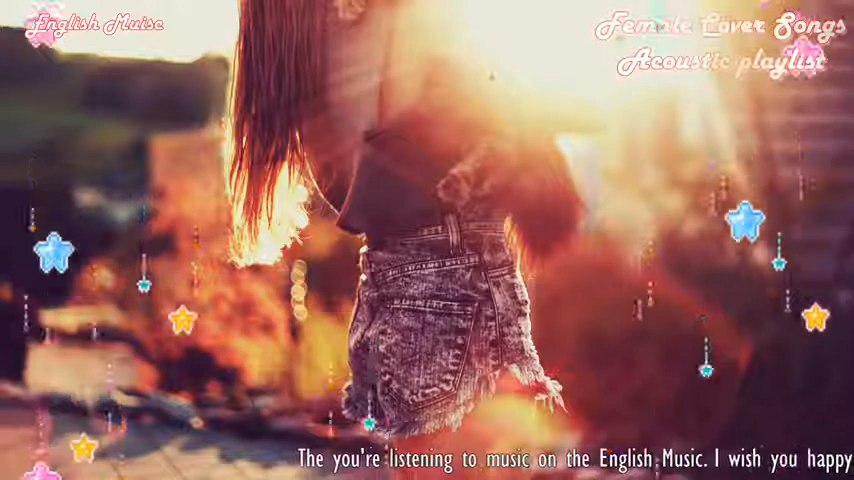 English Muisc
Female Cover Songs
Acoustic playlist
The you're listening to music on the English Music. I wish you happy